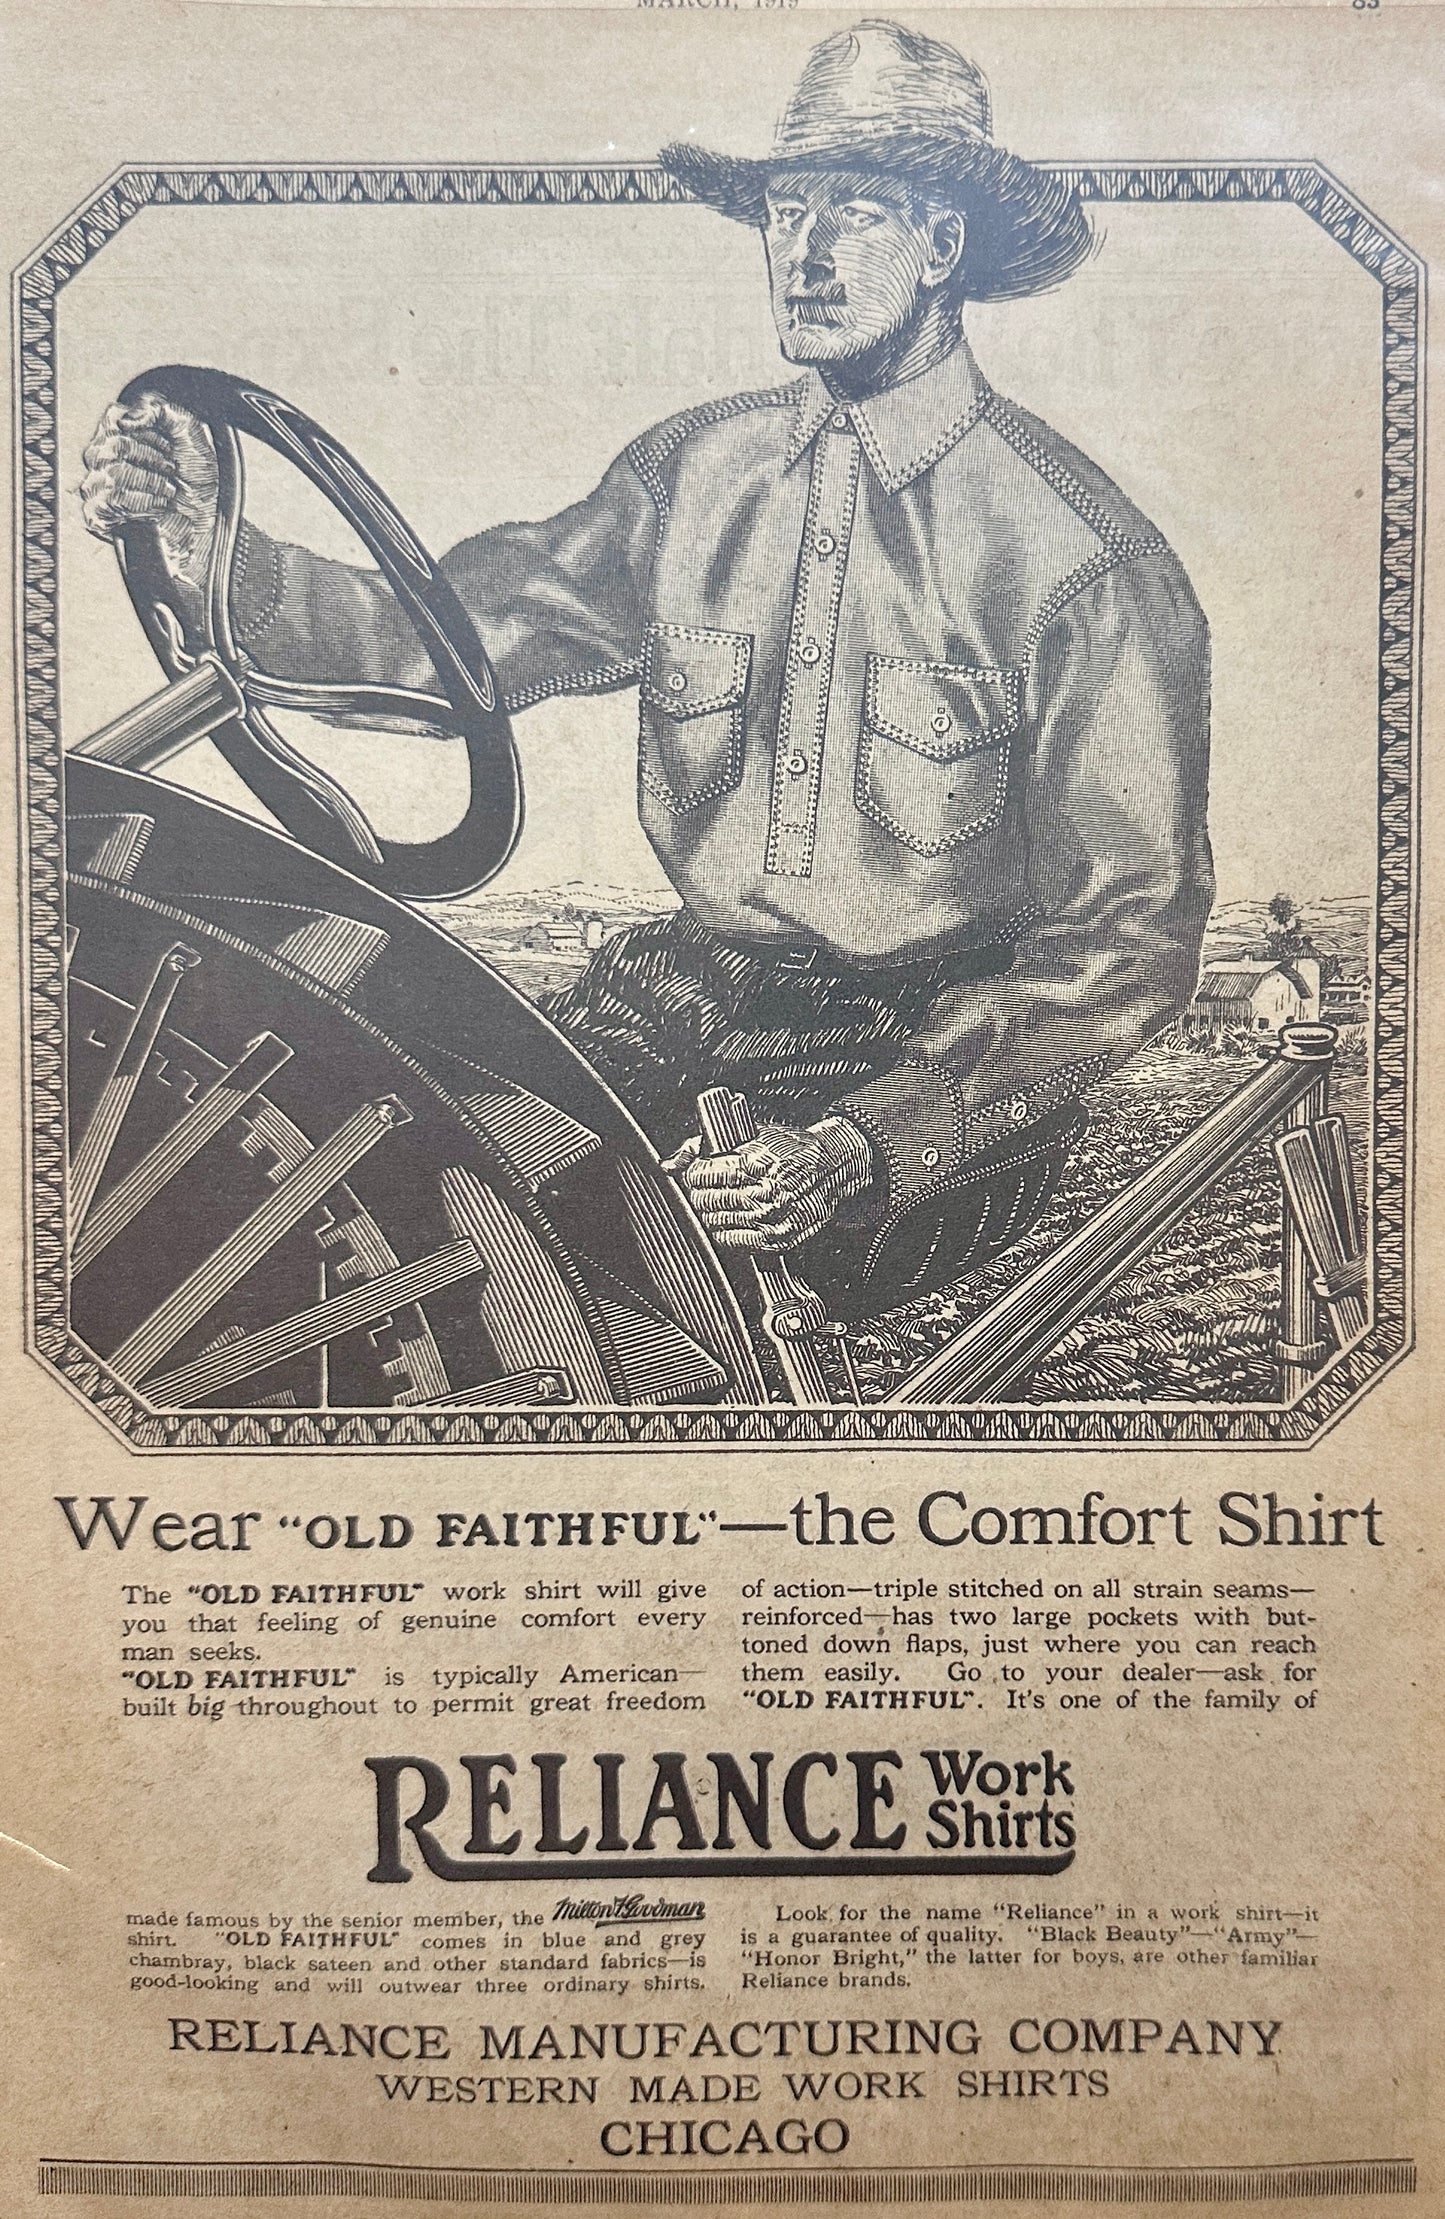 MARCH, 1919 83
Wear "OLD FAITHFUL"—the Comfort Shirt
The "OLD FAITHFUL" work shirt will give
you that feeling of genuine comfort every
man seeks.
"OLD FAITHFUL" is typically American—
built big throughout to permit great freedom
of action—triple stitched on all strain seams—
reinforced—has two large pockets with but-
toned down flaps, just where you can reach
them easily. Go to your dealer—ask for
"OLD FAITHFUL". It's one of the family of
RELIANCE Work
Shirts
made famous by the senior member, the Milton F. Goodman
shirt. "OLD FAITHFUL" comes in blue and grey
chambray, black sateen and other standard fabrics—is
good-looking and will outwear three ordinary shirts.
Look for the name "Reliance" in a work shirt—it
is a guarantee of quality. "Black Beauty"—"Army"—
"Honor Bright," the latter for boys, are other familiar
Reliance brands.
RELIANCE MANUFACTURING COMPANY
WESTERN MADE WORK SHIRTS
CHICAGO